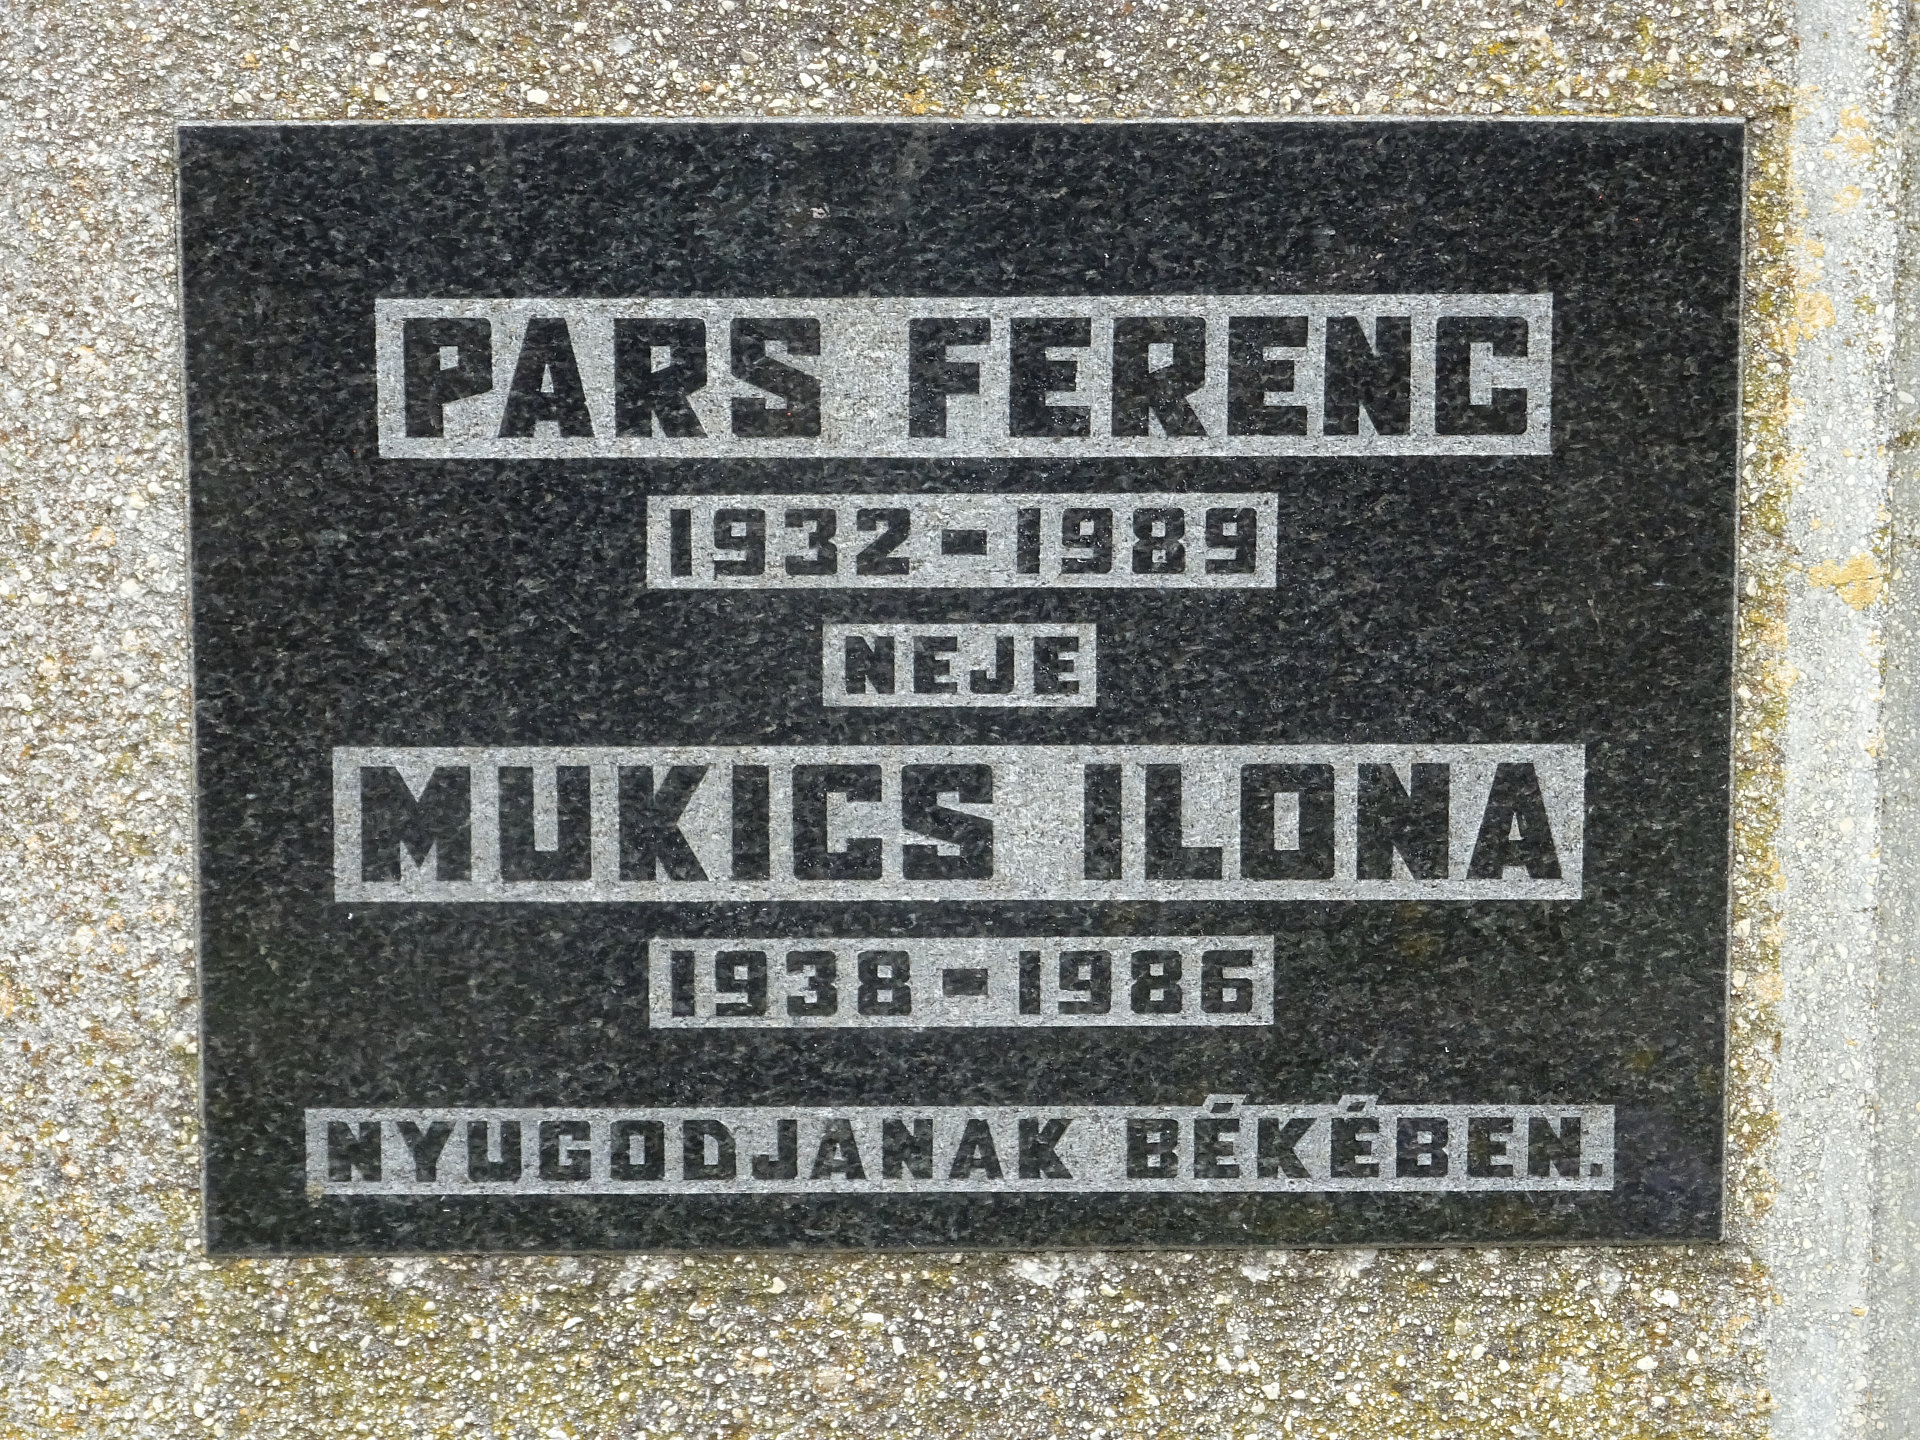 PARS FERENC
1932-1989
NEJE
MUKICS ILONA
1938-1986
NYUGODJANAK BÉKÉBEN.